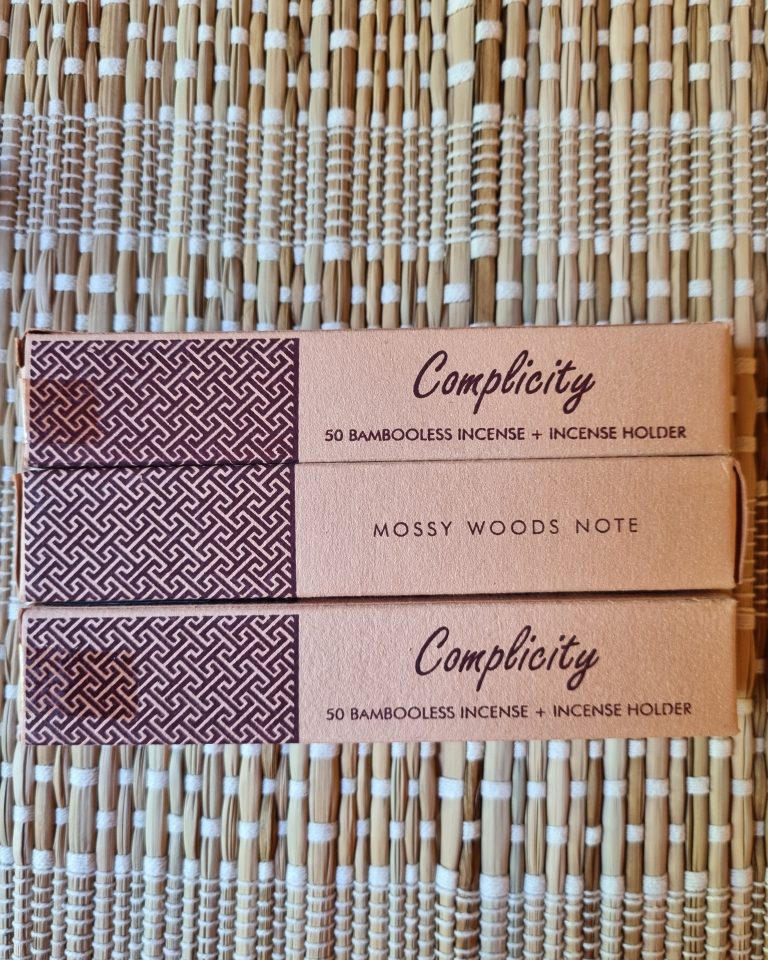 Complicity
50 BAMBOOLESS INCENSE + INCENSE HOLDER
MOSSY WOODS NOTE
Complicity
50 BAMBOOLESS INCENSE + INCENSE HOLDER